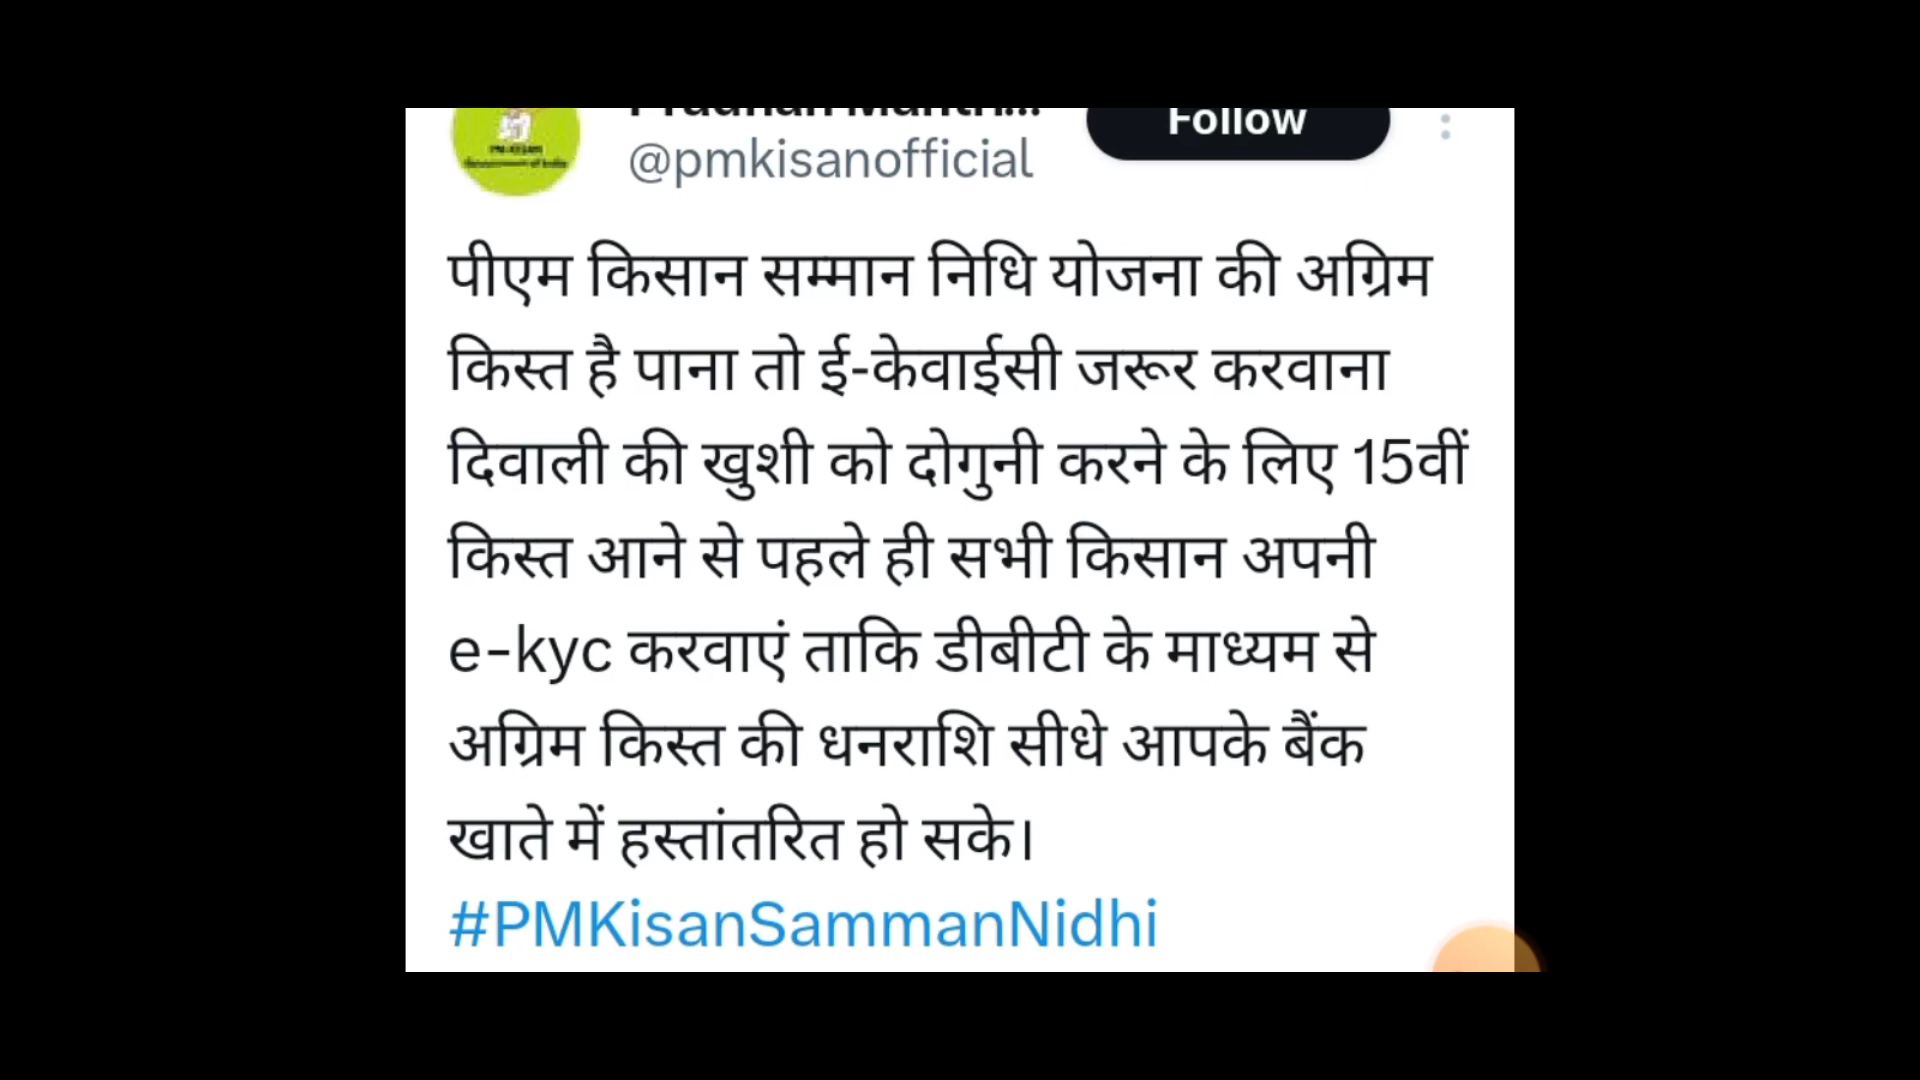 @pmkisanofficial
Follow
पीएम किसान सम्मान निधि योजना की अग्रिम
किस्त है पाना तो ई-केवाईसी जरूर करवाना
दिवाली की खुशी को दोगुनी करने के लिए 15वीं
किस्त आने से पहले ही सभी किसान अपनी
e-kyc करवाएं ताकि डीबीटी के माध्यम से
अग्रिम किस्त की धनराशि सीधे आपके बैंक
खाते में हस्तांतरित हो सके।
#PMKisanSammanNidhi